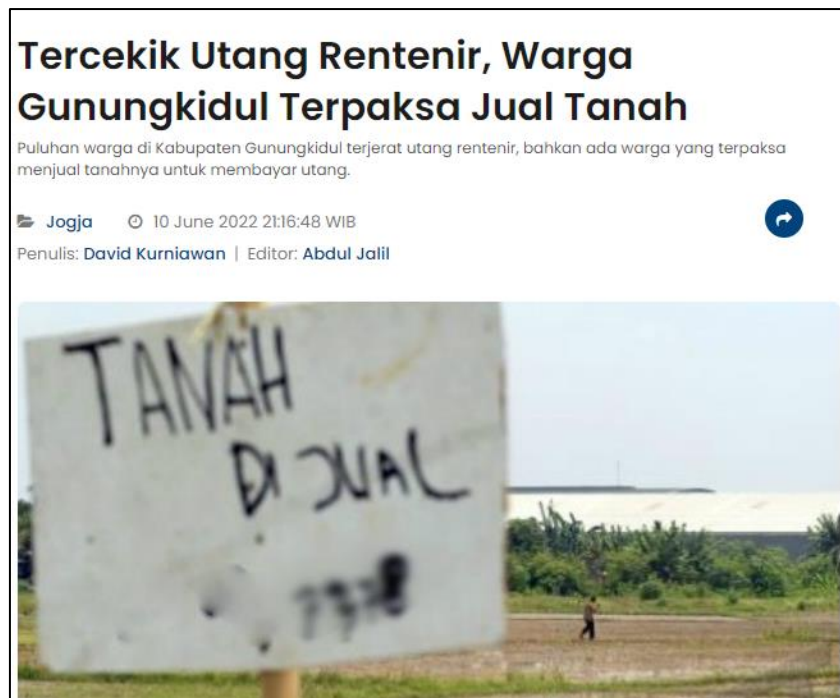 Tercekik Utang Rentenir, Warga
Gunungkidul Terpaksa Jual Tanah
Puluhan warga di Kabupaten Gunungkidul terjerat utang rentenir, bahkan ada warga yang terpaksa
menjual tanahnya untuk membayar utang.
Jogja 10 June 2022 21:16:48 WIB
Penulis: David Kurniawan | Editor: Abdul Jalil
TANAH
DI JUAL